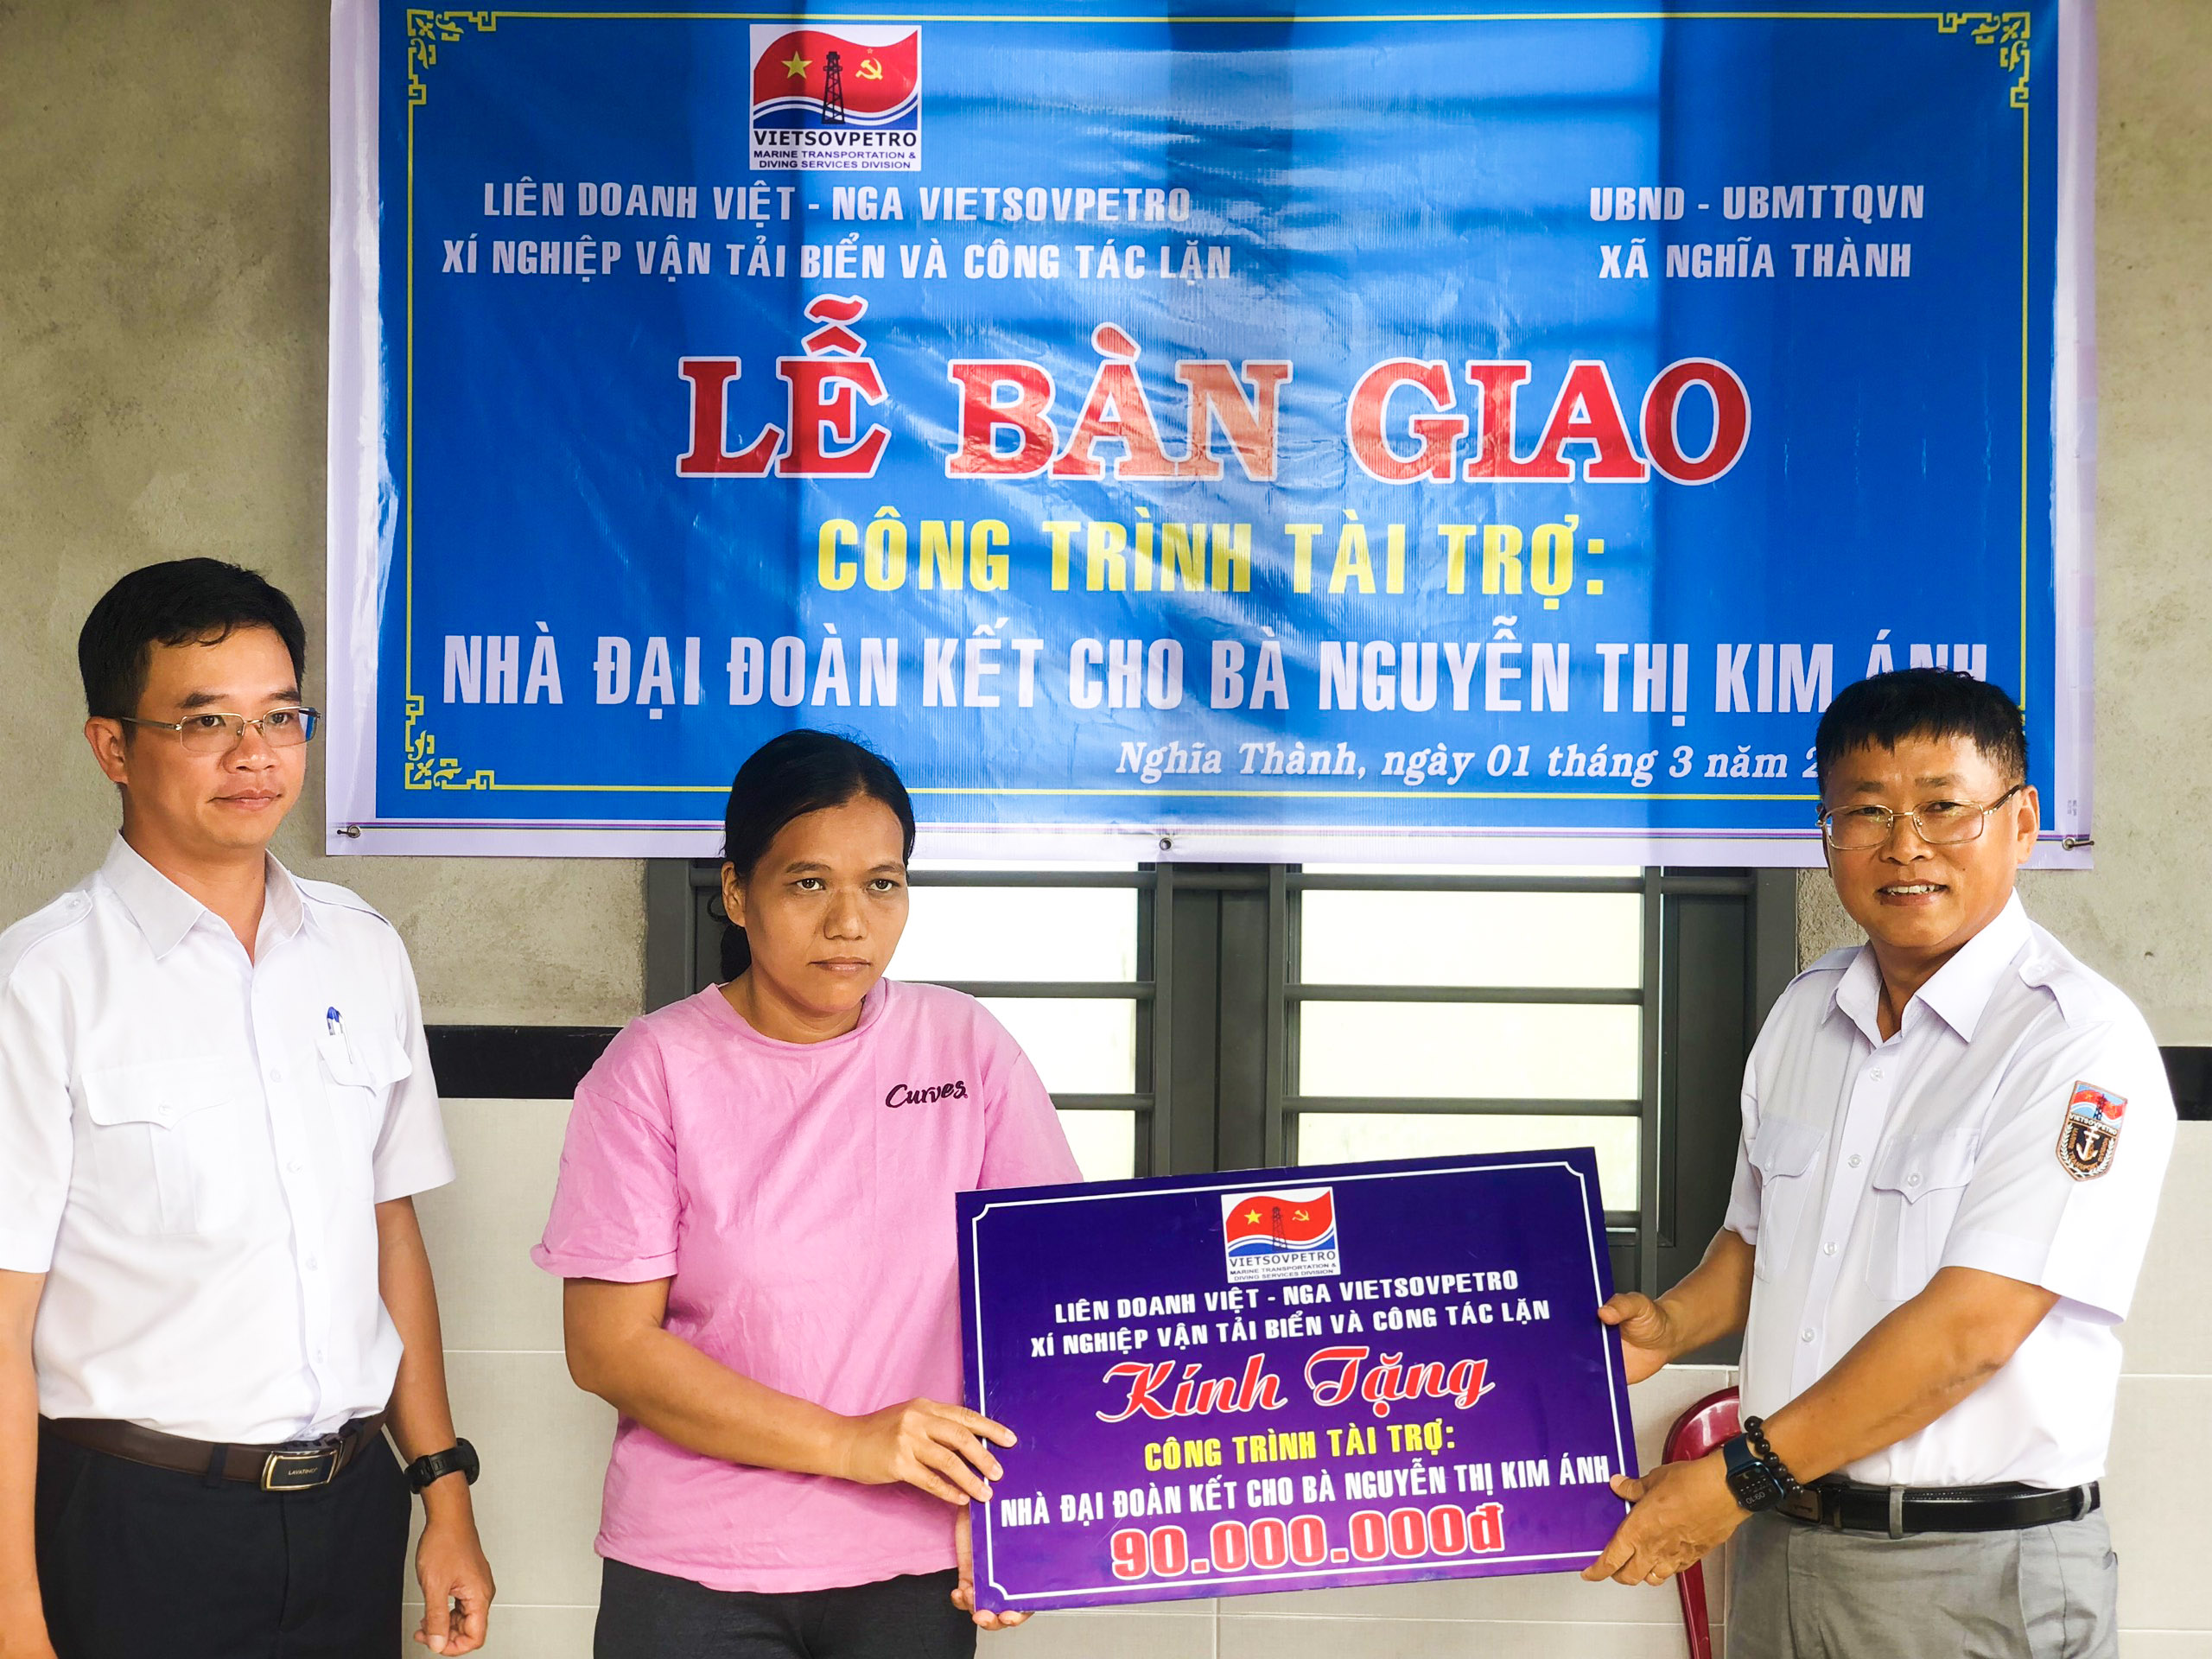 VIETSOVPETRO
MARINE TRANSPORTATION &
DIVING SERVICES DIVISION
LIÊN DOANH VIỆT - NGA VIETSOVPETRO
XÍ NGHIỆP VẬN TẢI BIỂN VÀ CÔNG TÁC LẶN
UBND - UBMTTQVN
XÃ NGHĨA THÀNH
LỄ BÀN GIAO
CÔNG TRÌNH TÀI TRỢ:
NHÀ ĐẠI ĐOÀN KẾT CHO BÀ NGUYỄN THỊ KIM ÁNH
Nghĩa Thành, ngày 01 tháng 3 năm 2
Curves
VIETSOVPETRO
VIETSOVPETRO
MARINE TRANSPORTATION &
DIVING SERVICES DIVISION
LIÊN DOANH VIỆT - NGA VIETSOVPETRO
XÍ NGHIỆP VẬN TẢI BIỂN VÀ CÔNG TÁC LẶN
Kính Tặng
CÔNG TRÌNH TÀI TRỢ:
NHÀ ĐẠI ĐOÀN KẾT CHO BÀ NGUYỄN THỊ KIM ÁNH
90.000.000đ